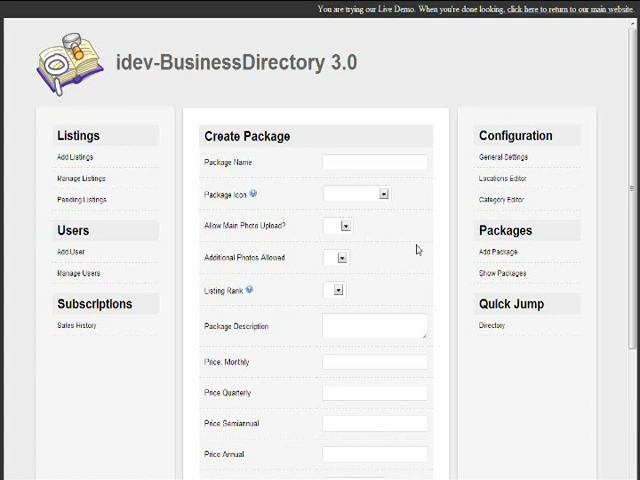 You are trying our Live Demo. When you're done looking, click here to return to our main website.
idev-BusinessDirectory 3.0
Listings
Add Listings
Manage Listings
Pending Listings
Users
Add User
Manage Users
Subscriptions
Sales History
Create Package
Package Name
Package Icon
Allow Main Photo Upload?
Additional Photos Allowed
Listing Rank
Package Description
Price: Monthly
Price Quarterly
Price Semiannual
Price Annual
Configuration
General Settings
Locations Editor
Category Editor
Packages
Add Package
Show Packages
Quick Jump
Directory